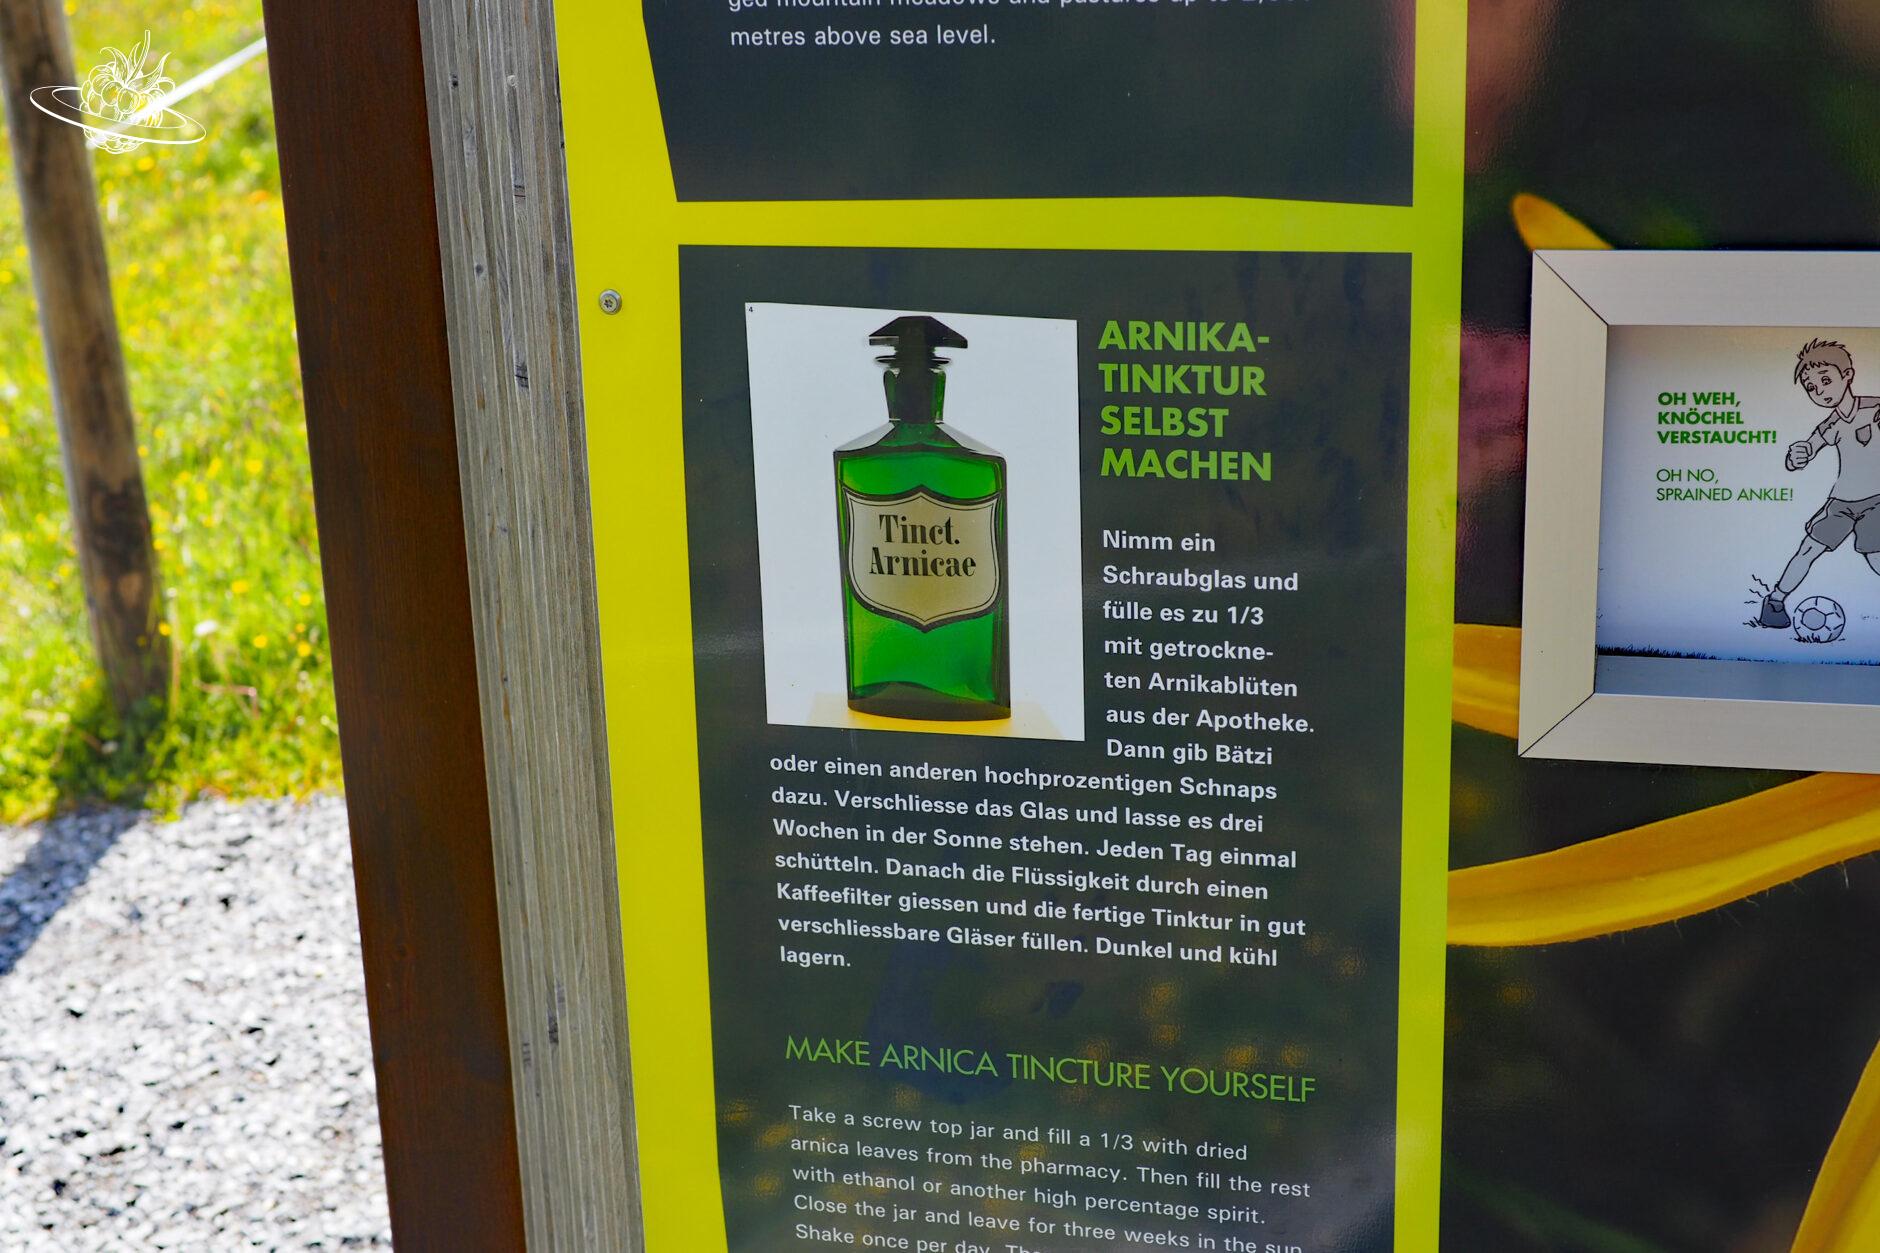 metres above sea level.
4
Tinct.
Arnicae
ARNIKA-
TINKTUR
SELBST
MACHEN
Nimm ein
Schraubglas und
fülle es zu 1/3
mit getrockne-
ten Arnikablüten
aus der Apotheke.
Dann gib Bätzi
oder einen anderen hochprozentigen Schnaps
dazu. Verschliesse das Glas und lasse es drei
Wochen in der Sonne stehen. Jeden Tag einmal
schütteln. Danach die Flüssigkeit durch einen
Kaffeefilter giessen und die fertige Tinktur in gut
verschliessbare Gläser füllen. Dunkel und kühl
lagern.
MAKE ARNICA TINCTURE YOURSELF
Take a screw top jar and fill a 1/3 with dried
arnica leaves from the pharmacy. Then fill the rest
with ethanol or another high percentage spirit.
Close the jar and leave for three weeks in the sun
Shake once per day.
OH WEH,
KNÖCHEL
VERSTAUCHT!
OH NO,
SPRAINED ANKLE!